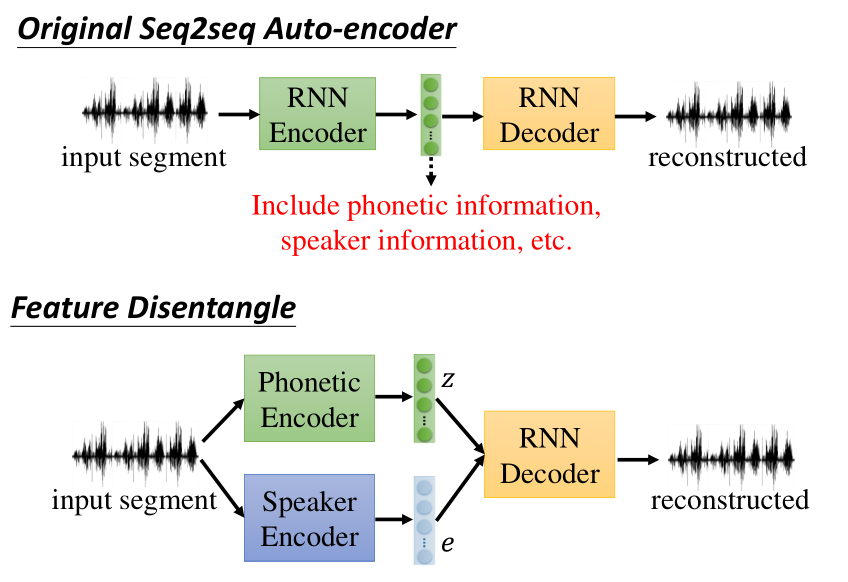 Original Seq2seq Auto-encoder
RNN
Encoder
RNN
Decoder
input segment
reconstructed
Include phonetic information,
speaker information, etc.
Feature Disentangle
Phonetic
Encoder
z
RNN
Decoder
input segment
reconstructed
Speaker
Encoder
e